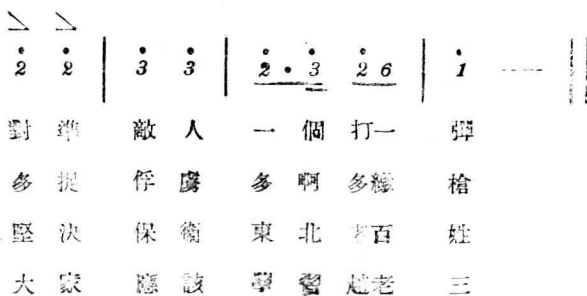 2̇ 2̇ | 3̇ 3̇ | 2̇ · 3̇ 2̇ 6 | 1̇ —— ‖
對 準 敵 人 一 個 打 一 彈
多 捉 俘 虜 多 啊 多 繳 槍
堅 決 保 衛 東 北 老 百 姓
大 家 應 該 學 習 趙 老 三